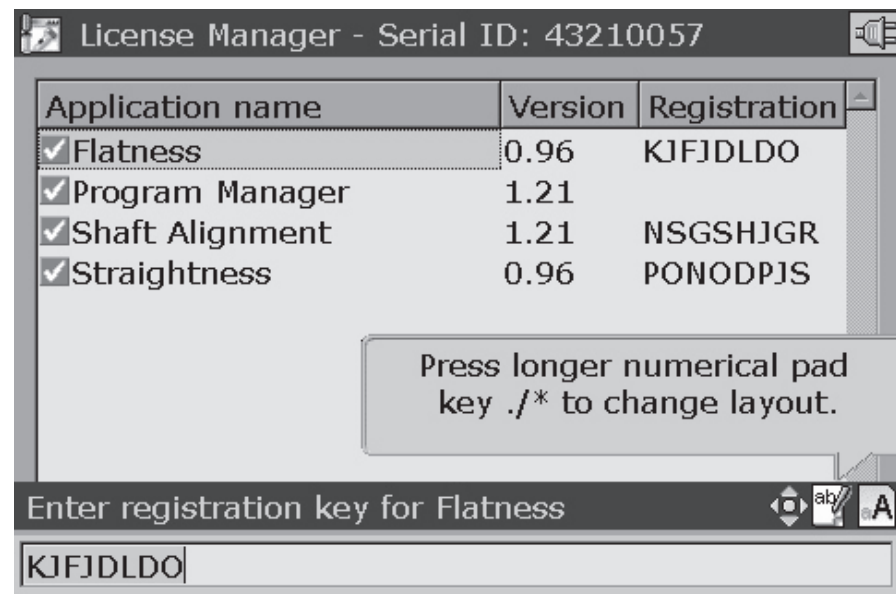 License Manager - Serial ID: 43210057
Application name Version Registration
Flatness 0.96 KJFJDLDO
Program Manager 1.21
Shaft Alignment 1.21 NSGSHJGR
Straightness 0.96 PONODPJS
Press longer numerical pad
key ./* to change layout.
Enter registration key for Flatness
ab
aA
KJFJDLDO